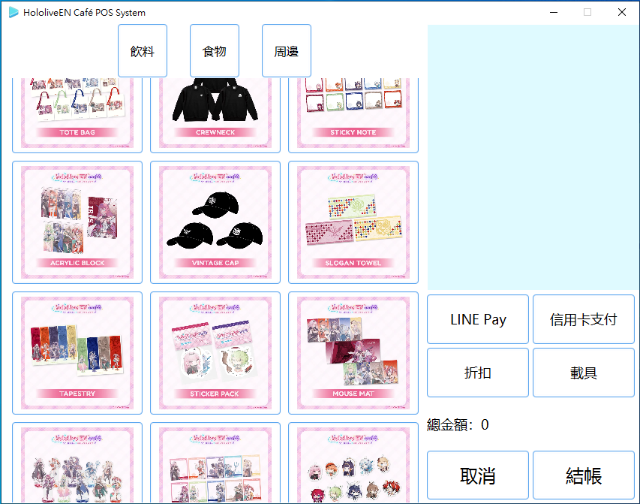 HololiveEN Café POS System
飲料
食物
周邊
TOTE BAG
CREWNECK
STICKY NOTE
ACRYLIC BLOCK
VINTAGE CAP
SLOGAN TOWEL
TAPESTRY
STICKER PACK
MOUSE MAT
LINE Pay
信用卡支付
折扣
載具
總金額: 0
取消
結帳